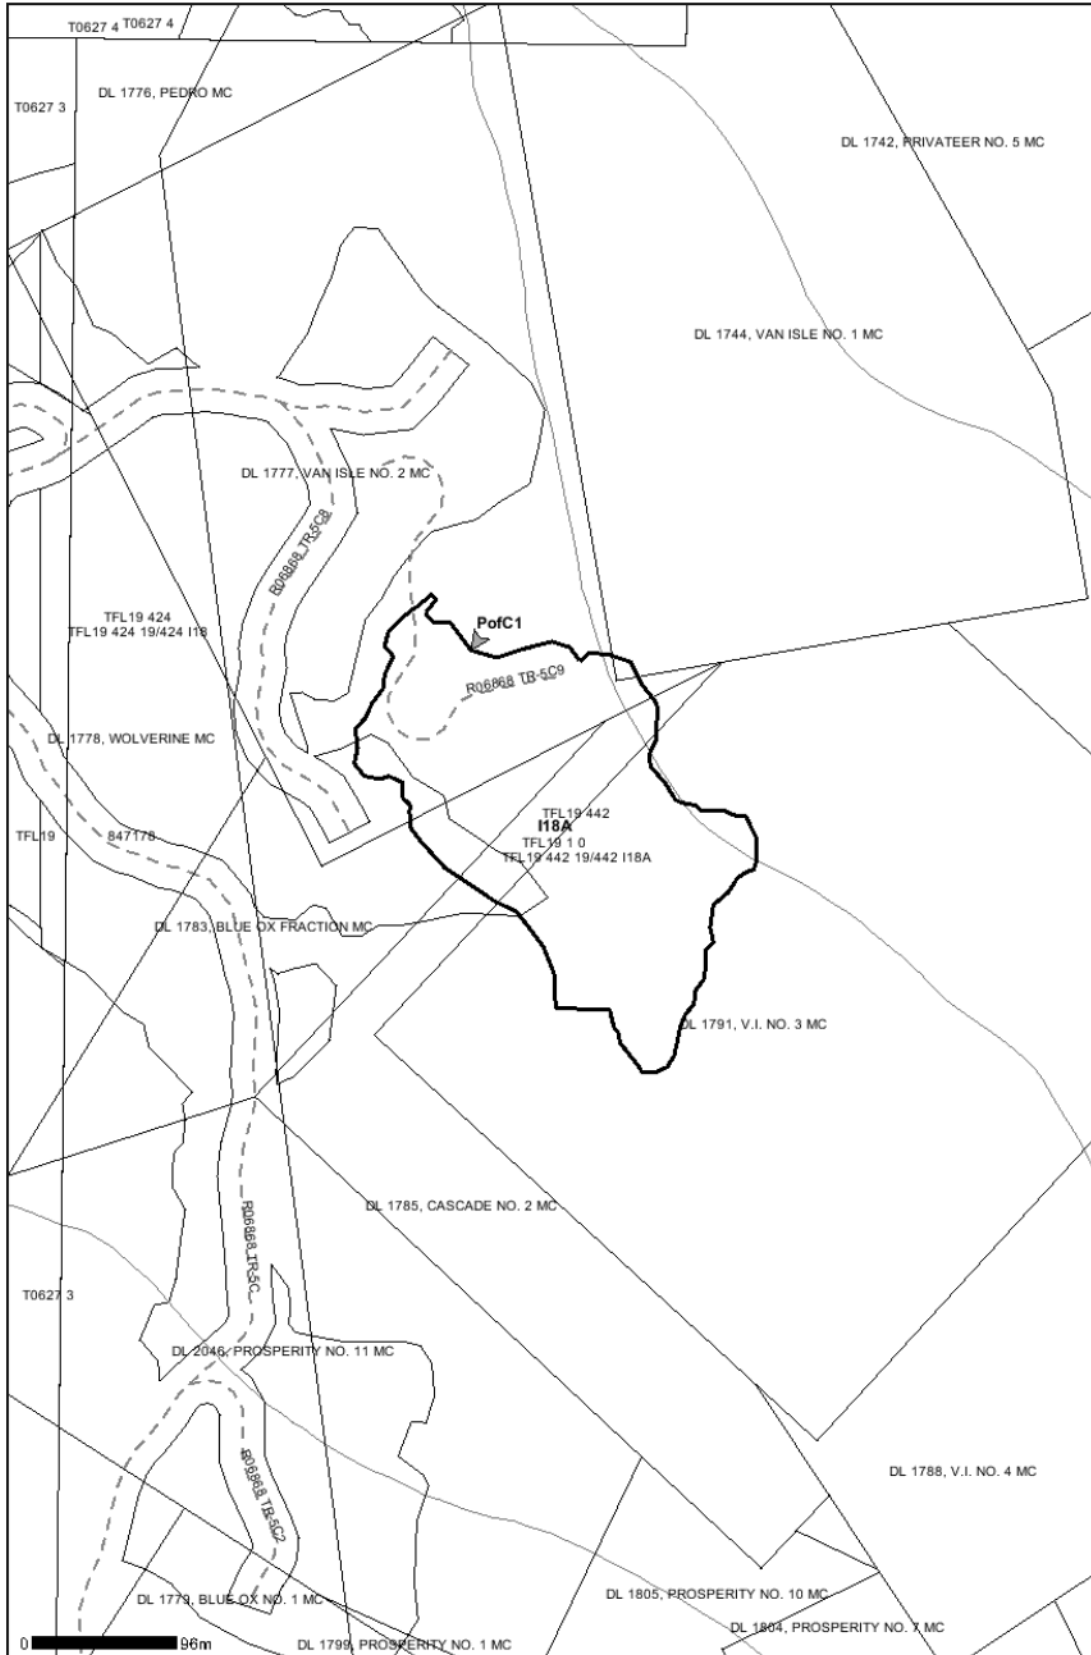 T0627 4 T0627 4
DL 1776, PEDRO MC
T0627 3
DL 1742, PRIVATEER NO. 5 MC
DL 1744, VAN ISLE NO. 1 MC
DL 1777, VAN ISLE NO. 2 MC
R06868 TR-5C8
TFL19 424
TFL19 424 19/424 I18
PofC1
R06868 TR-5C9
DL 1778, WOLVERINE MC
TFL19 442
I18A
TFL19 1 0
TFL19 442 19/442 I18A
TFL19
847178
DL 1783, BLUE OX FRACTION MC
DL 1791, V.I. NO. 3 MC
DL 1785, CASCADE NO. 2 MC
R06868 TR-5C
T0627 3
DL 2046, PROSPERITY NO. 11 MC
DL 1788, V.I. NO. 4 MC
R06868 TR-5C2
DL 1779, BLUE OX NO. 1 MC
DL 1805, PROSPERITY NO. 10 MC
DL 1804, PROSPERITY NO. 7 MC
DL 1799, PROSPERITY NO. 1 MC
0 96m